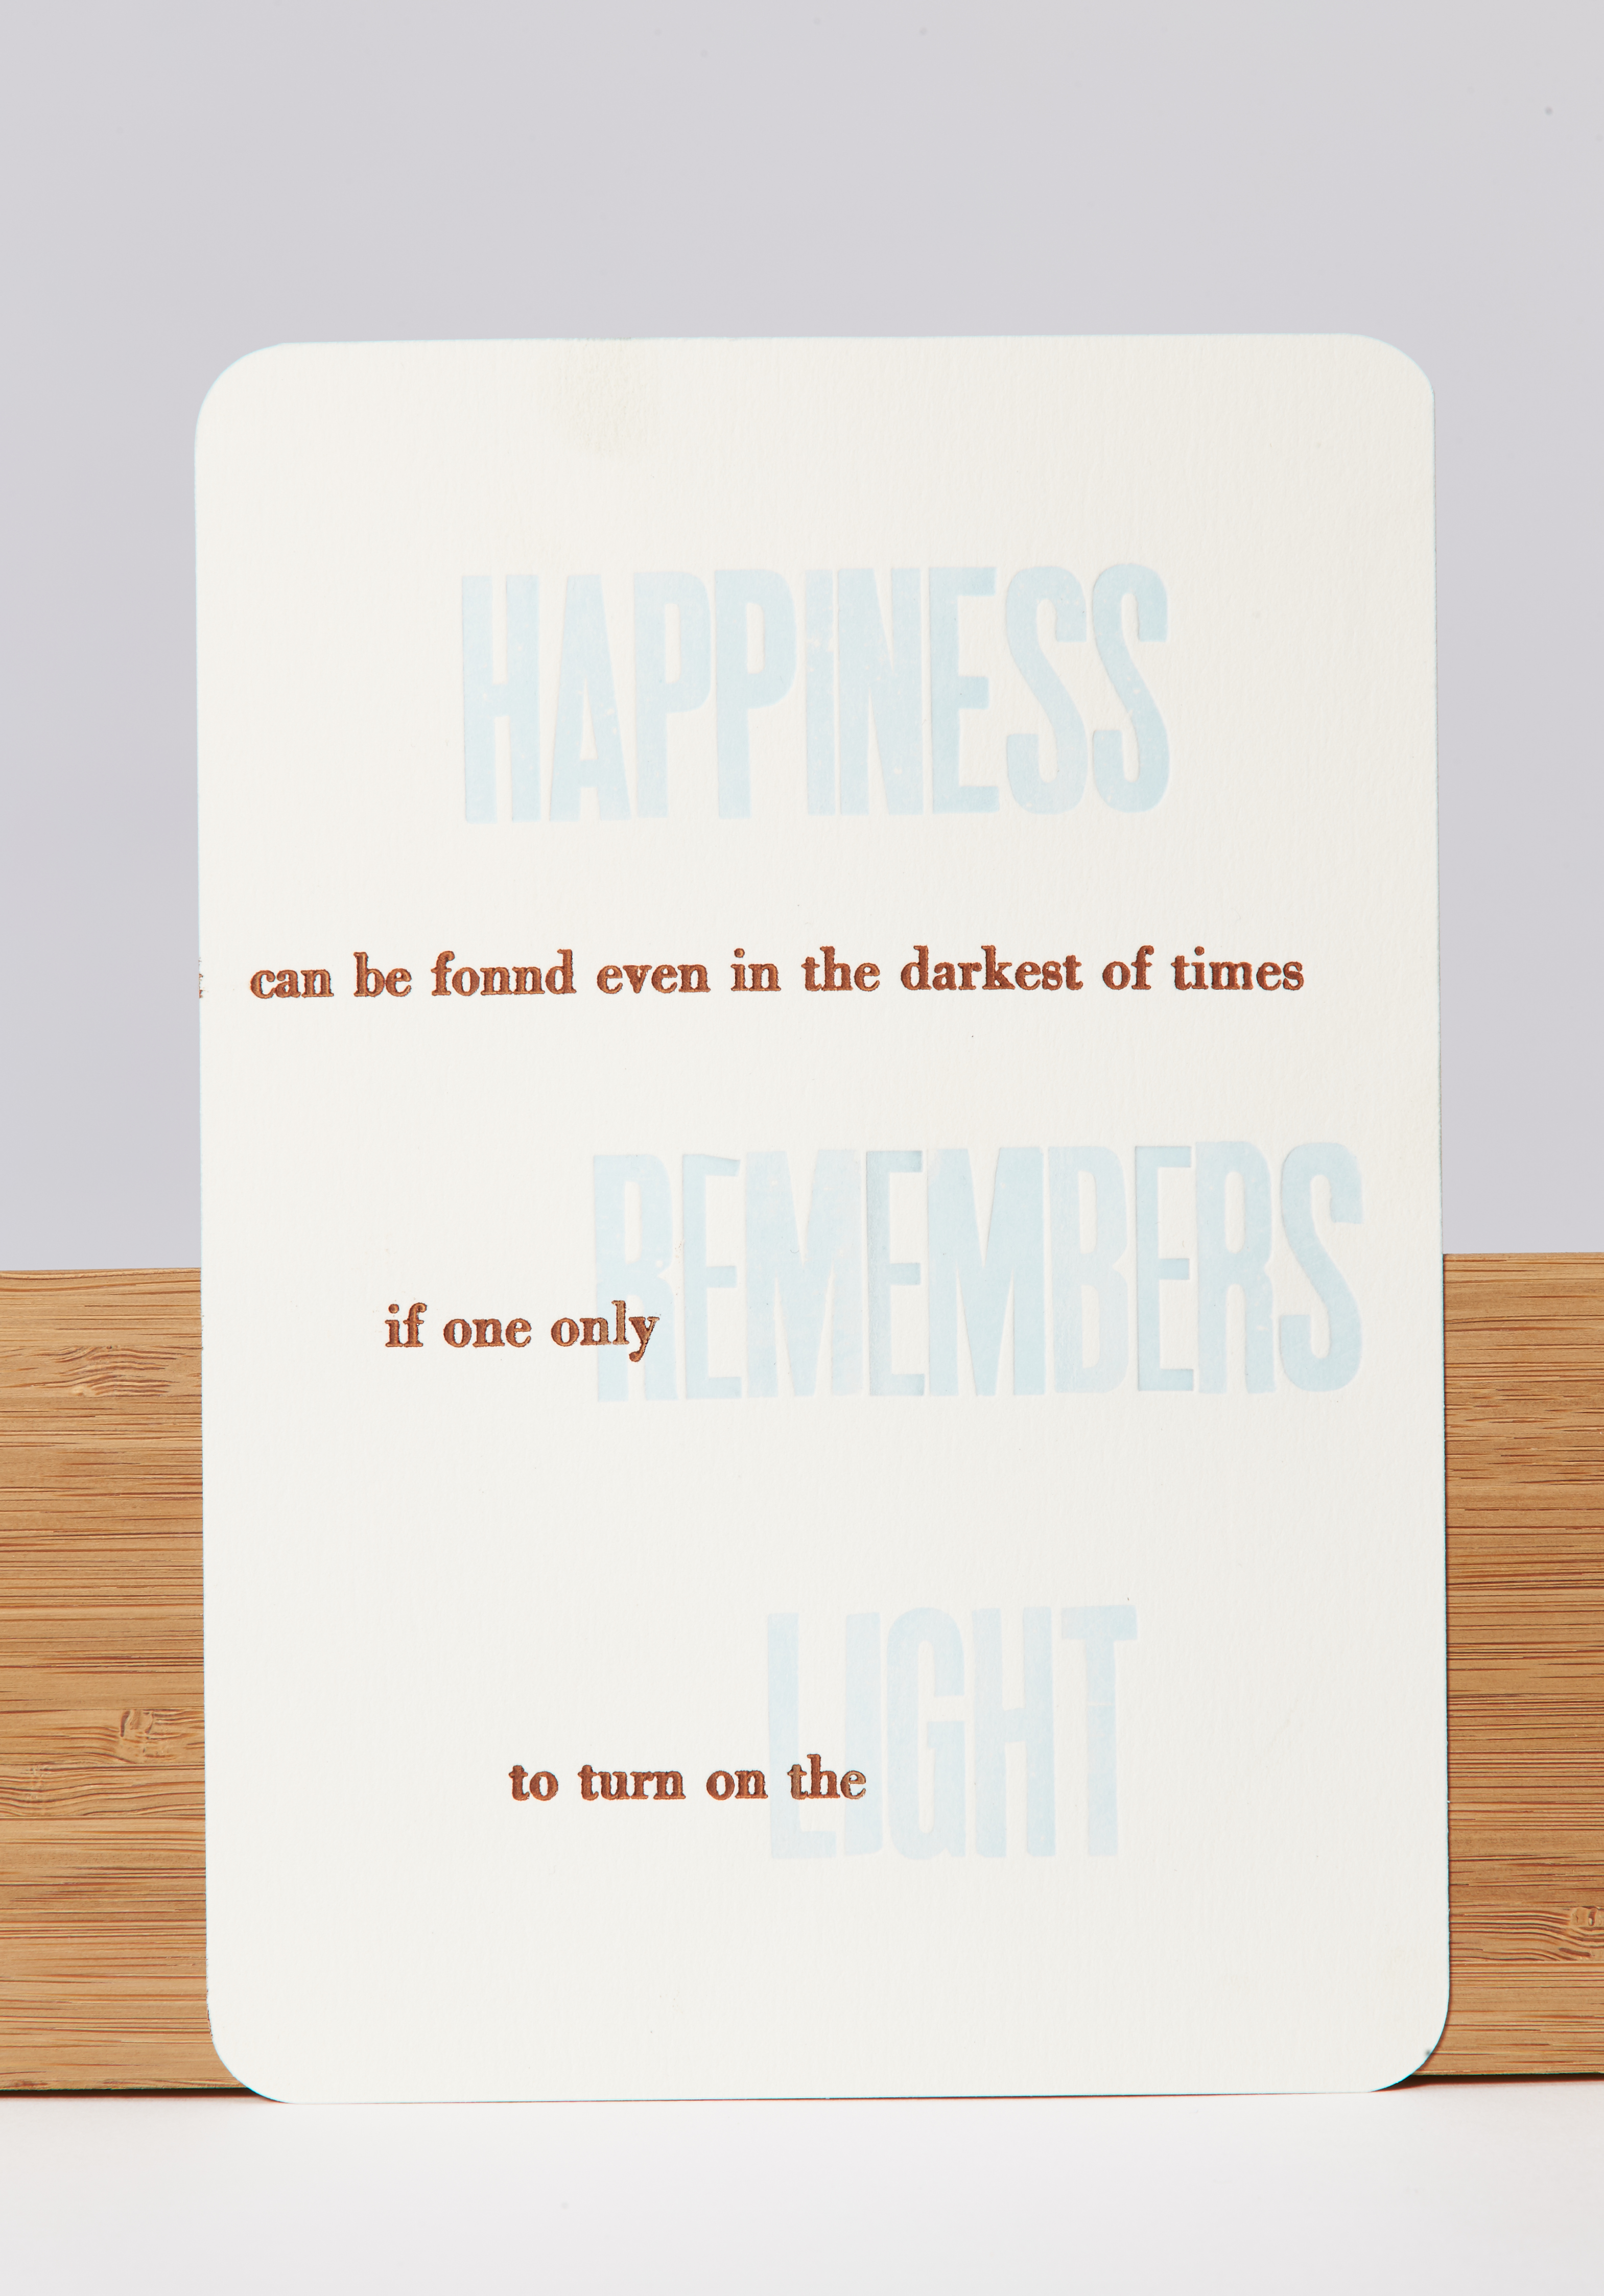 HAPPINESS
can be fonnd even in the darkest of times
REMEMBERS
if one only
LIGHT
to turn on the